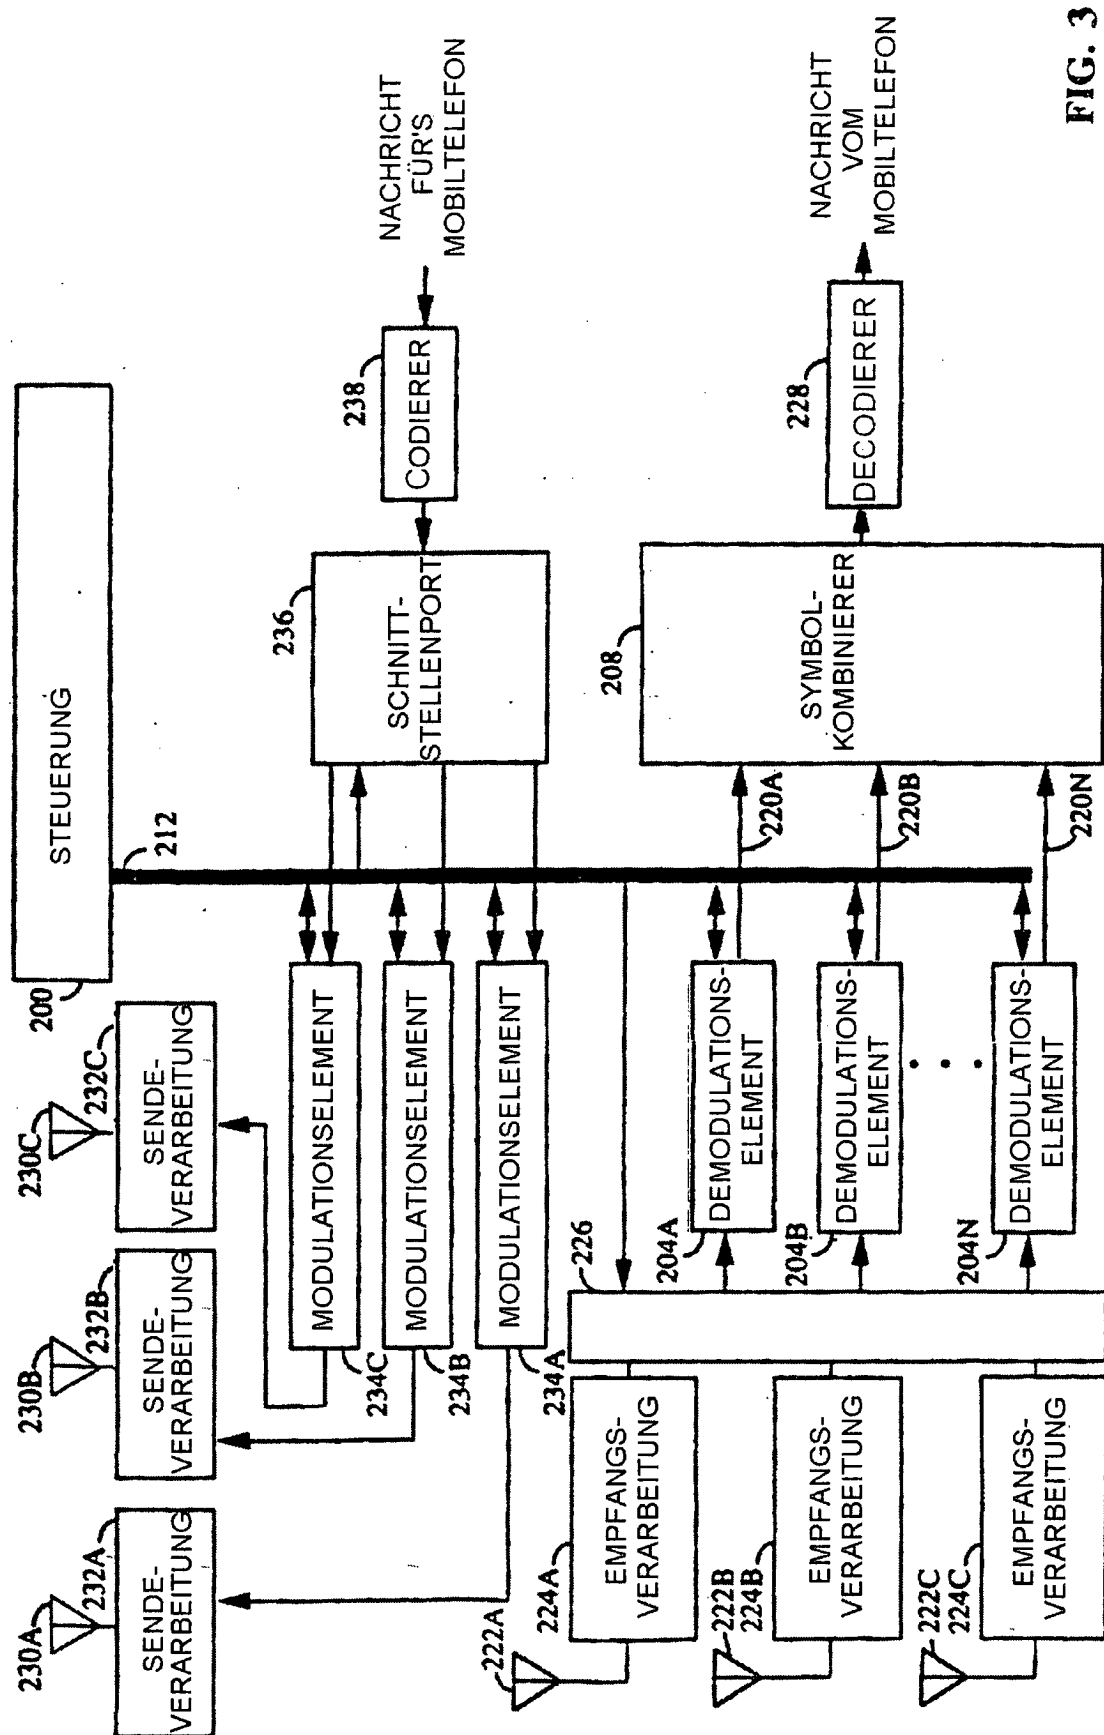 230A
232A
SENDE-
VERARBEITUNG
230B
232B
SENDE-
VERARBEITUNG
230C
232C
SENDE-
VERARBEITUNG
200
STEUERUNG
212
234C
MODULATIONSELEMENT
234B
MODULATIONSELEMENT
234A
MODULATIONSELEMENT
236
SCHNITT-
STELLENPORT
238
CODIERER
NACHRICHT
FÜR'S
MOBILTELEFON
222A
224A
EMPFANGS-
VERARBEITUNG
222B
224B
EMPFANGS-
VERARBEITUNG
222C
224C
EMPFANGS-
VERARBEITUNG
226
204A
DEMODULATIONS-
ELEMENT
204B
DEMODULATIONS-
ELEMENT
204N
DEMODULATIONS-
ELEMENT
220A
220B
220N
208
SYMBOL-
KOMBINIERER
228
DECODIERER
NACHRICHT
VOM
MOBILTELEFON
FIG. 3